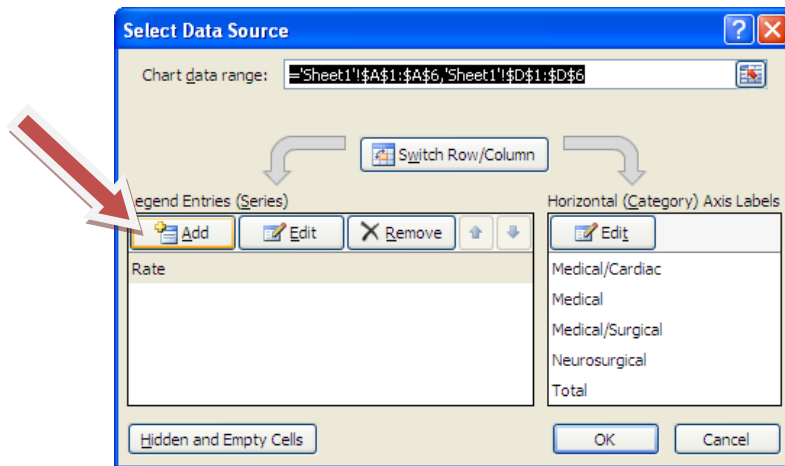 Select Data Source
Chart data range: ='Sheet1'!$A$1:$A$6,'Sheet1'!$D$1:$D$6
Switch Row/Column
egend Entries (Series)
Add Edit Remove
Rate
Horizontal (Category) Axis Labels
Edit
Medical/Cardiac
Medical
Medical/Surgical
Neurosurgical
Total
Hidden and Empty Cells
OK Cancel